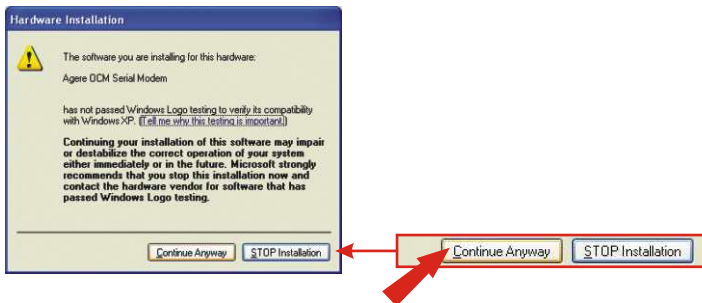 Hardware Installation
The software you are installing for this hardware:
Agere OCM Serial Modem
has not passed Windows Logo testing to verify its compatibility
with Windows XP. (Tell me why this testing is important.)
Continuing your installation of this software may impair
or destabilize the correct operation of your system
either immediately or in the future. Microsoft strongly
recommends that you stop this installation now and
contact the hardware vendor for software that has
passed Windows Logo testing.
Continue Anyway STOP Installation
Continue Anyway STOP Installation